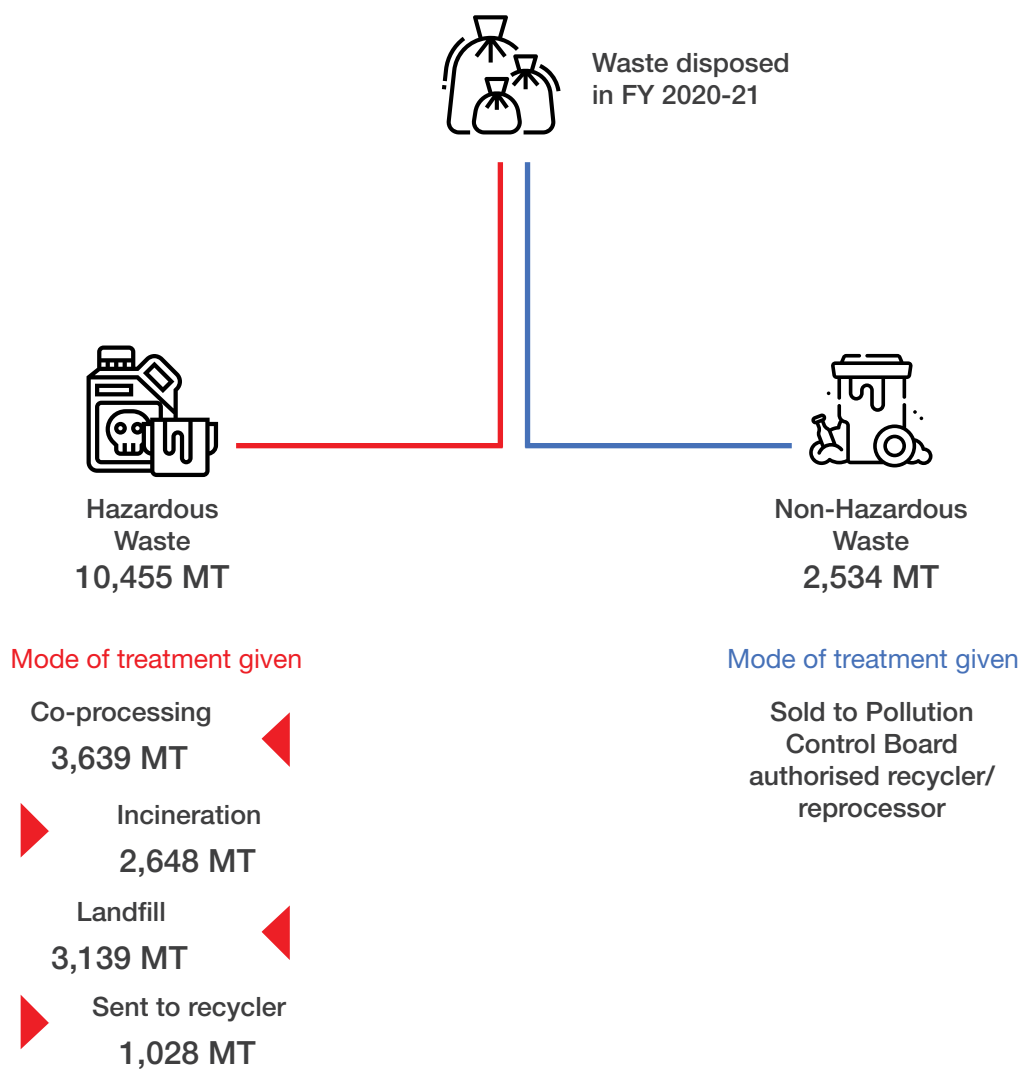 Waste disposed
in FY 2020-21
Hazardous
Waste
10,455 MT
Non-Hazardous
Waste
2,534 MT
Mode of treatment given
Co-processing
3,639 MT
Incineration
2,648 MT
Landfill
3,139 MT
Sent to recycler
1,028 MT
Mode of treatment given
Sold to Pollution
Control Board
authorised recycler/
reprocessor